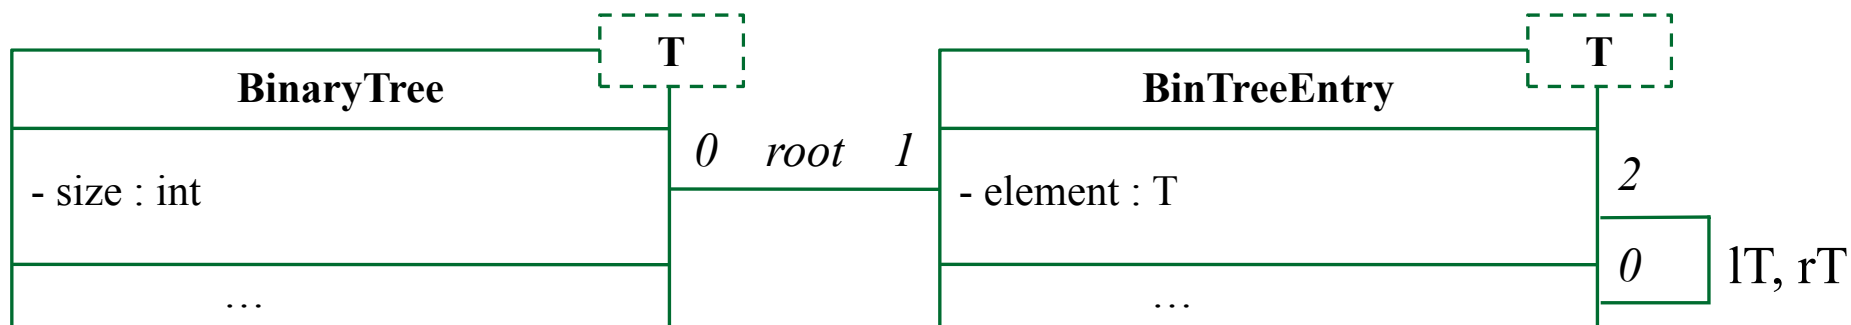 T
BinaryTree
- size : int
…
0 root 1
T
BinTreeEntry
- element : T
…
2
0
lT, rT